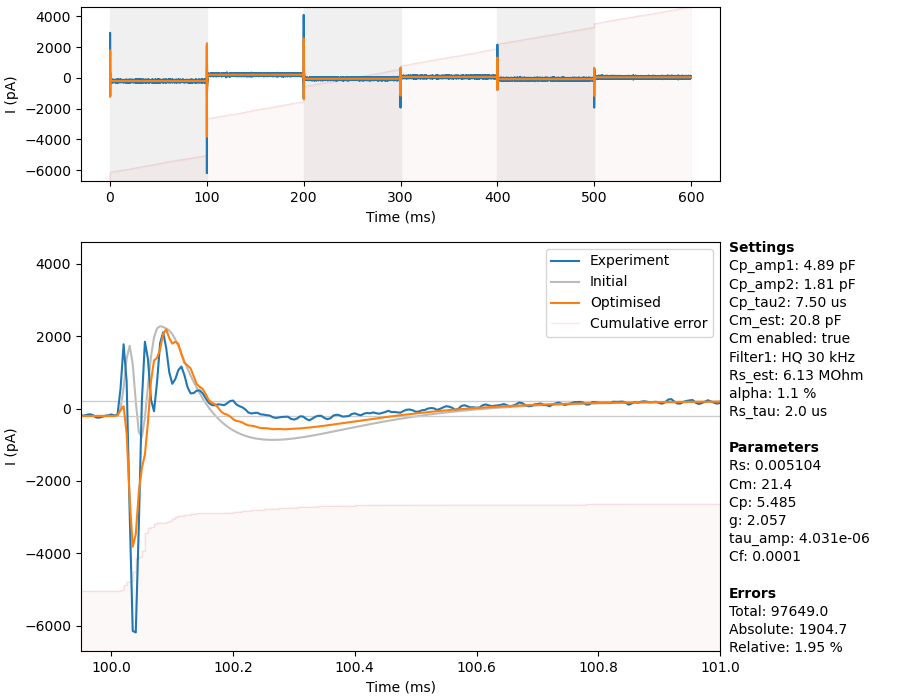 4000
2000
0
−2000
−4000
−6000
I (pA)
0 100 200 300 400 500 600
Time (ms)
4000
2000
0
−2000
−4000
−6000
I (pA)
Experiment
Initial
Optimised
Cumulative error
100.0 100.2 100.4 100.6 100.8 101.0
Time (ms)
Settings
Cp_amp1: 4.89 pF
Cp_amp2: 1.81 pF
Cp_tau2: 7.50 us
Cm_est: 20.8 pF
Cm enabled: true
Filter1: HQ 30 kHz
Rs_est: 6.13 MOhm
alpha: 1.1 %
Rs_tau: 2.0 us
Parameters
Rs: 0.005104
Cm: 21.4
Cp: 5.485
g: 2.057
tau_amp: 4.031e-06
Cf: 0.0001
Errors
Total: 97649.0
Absolute: 1904.7
Relative: 1.95 %